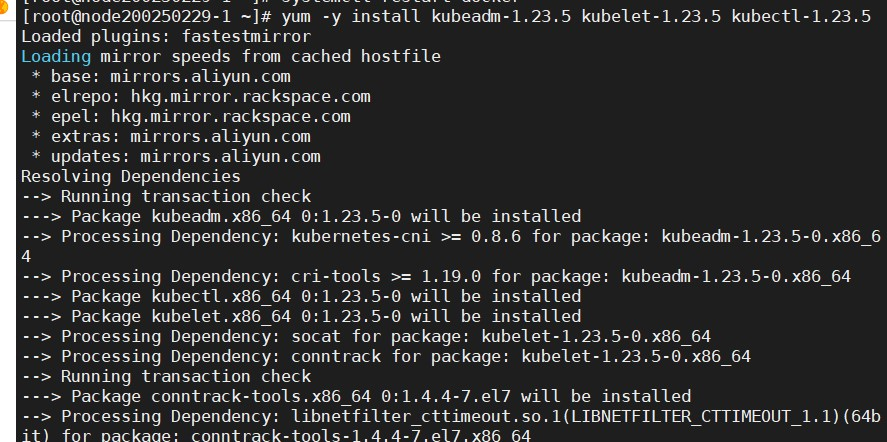 [root@node200250229-1 ~]# systemctl restart docker
[root@node200250229-1 ~]# yum -y install kubeadm-1.23.5 kubelet-1.23.5 kubectl-1.23.5
Loaded plugins: fastestmirror
Loading mirror speeds from cached hostfile
 * base: mirrors.aliyun.com
 * elrepo: hkg.mirror.rackspace.com
 * epel: hkg.mirror.rackspace.com
 * extras: mirrors.aliyun.com
 * updates: mirrors.aliyun.com
Resolving Dependencies
--> Running transaction check
---> Package kubeadm.x86_64 0:1.23.5-0 will be installed
--> Processing Dependency: kubernetes-cni >= 0.8.6 for package: kubeadm-1.23.5-0.x86_6
4
--> Processing Dependency: cri-tools >= 1.19.0 for package: kubeadm-1.23.5-0.x86_64
---> Package kubectl.x86_64 0:1.23.5-0 will be installed
---> Package kubelet.x86_64 0:1.23.5-0 will be installed
--> Processing Dependency: socat for package: kubelet-1.23.5-0.x86_64
--> Processing Dependency: conntrack for package: kubelet-1.23.5-0.x86_64
--> Running transaction check
---> Package conntrack-tools.x86_64 0:1.4.4-7.el7 will be installed
--> Processing Dependency: libnetfilter_cttimeout.so.1(LIBNETFILTER_CTTIMEOUT_1.1)(64b
it) for package: conntrack-tools-1.4.4-7.el7.x86_64